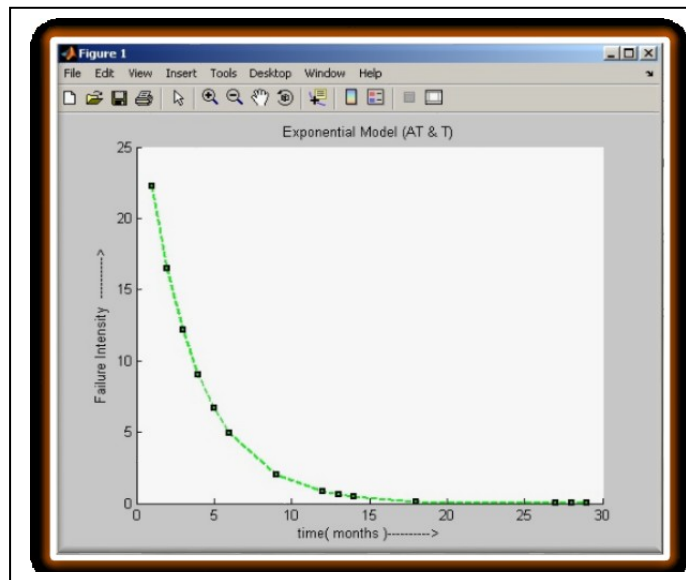 Figure 1
File Edit View Insert Tools Desktop Window Help
Exponential Model (AT & T)
25
20
15
10
5
0
Failure Intensity ---------->
0 5 10 15 20 25 30
time( months )---------->